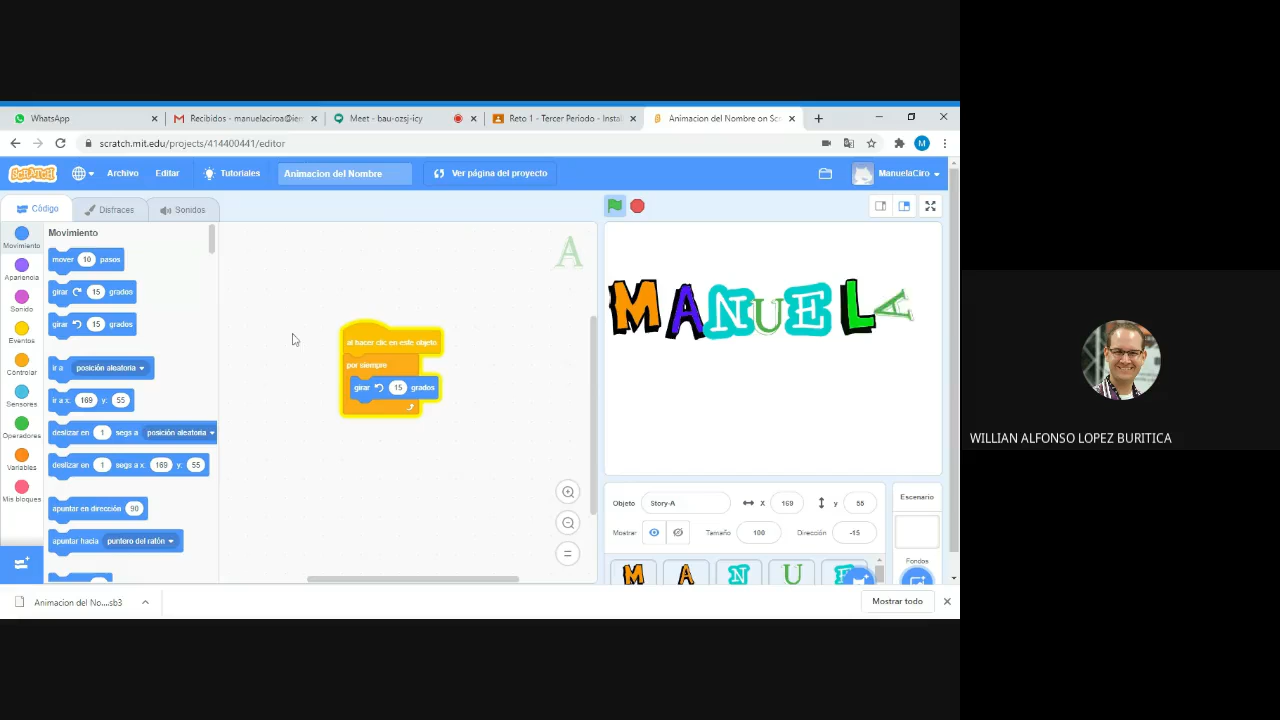 WhatsApp
Recibidos - manuelaciroa@ier
Meet - bau-ozsj-icy
Reto 1 - Tercer Periodo - Instal
Animacion del Nombre on Scr
scratch.mit.edu/projects/414400441/editor
M
SCRATCH
Archivo
Editar
Tutoriales
Animacion del Nombre
Ver página del proyecto
ManuelaCiro
Código
Disfraces
Sonidos
Movimiento
Apariencia
Sonido
Eventos
Controlar
Sensores
Operadores
Variables
Mis bloques
Movimiento
mover 10 pasos
girar 15 grados
girar 15 grados
ir a posición aleatoria
ir a x: 169 y: 55
deslizar en 1 segs a posición aleatoria
deslizar en 1 segs a x: 169 y: 55
apuntar en dirección 90
apuntar hacia puntero del ratón
A
al hacer clic en este objeto
por siempre
girar 15 grados
MANUELA
Objeto Story-A x 169 y 55
Mostrar Tamaño 100 Dirección -15
M A N U E
Escenario
Fondos
Animacion del No....sb3
Mostrar todo
WILLIAN ALFONSO LOPEZ BURITICA